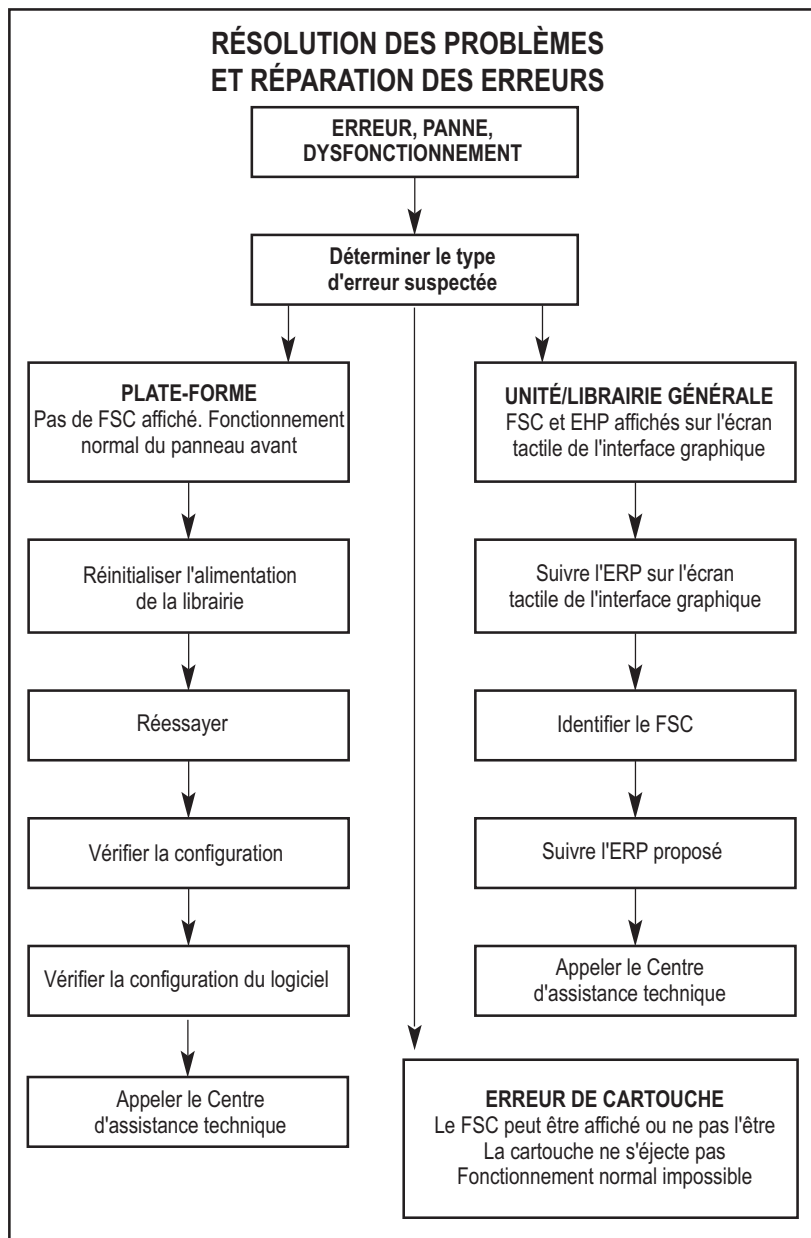 RÉSOLUTION DES PROBLÈMES
ET RÉPARATION DES ERREURS
ERREUR, PANNE,
DYSFONCTIONNEMENT
Déterminer le type
d'erreur suspectée
PLATE-FORME
Pas de FSC affiché. Fonctionnement
normal du panneau avant
Réinitialiser l'alimentation
de la librairie
Réessayer
Vérifier la configuration
Vérifier la configuration du logiciel
Appeler le Centre
d'assistance technique
UNITÉ/LIBRAIRIE GÉNÉRALE
FSC et EHP affichés sur l'écran
tactile de l'interface graphique
Suivre l'ERP sur l'écran
tactile de l'interface graphique
Identifier le FSC
Suivre l'ERP proposé
Appeler le Centre
d'assistance technique
ERREUR DE CARTOUCHE
Le FSC peut être affiché ou ne pas l'être
La cartouche ne s'éjecte pas
Fonctionnement normal impossible